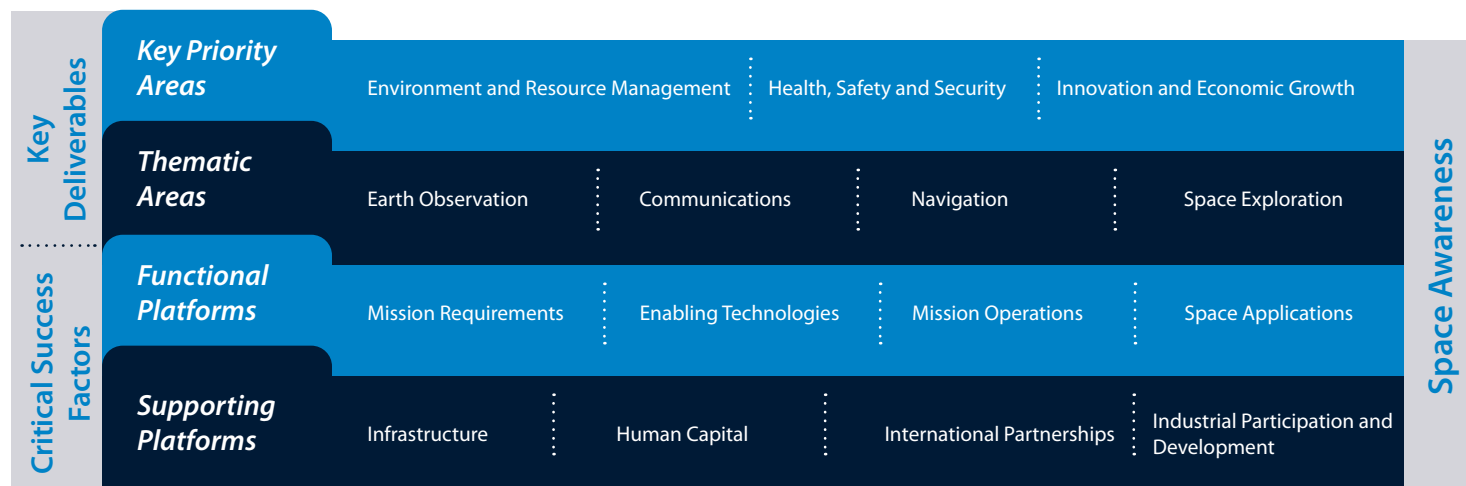 Key
Deliverables
Key Priority
Areas
Environment and Resource Management
Health, Safety and Security
Innovation and Economic Growth
Thematic
Areas
Earth Observation
Communications
Navigation
Space Exploration
Critical Success
Factors
Functional
Platforms
Mission Requirements
Enabling Technologies
Mission Operations
Space Applications
Supporting
Platforms
Infrastructure
Human Capital
International Partnerships
Industrial Participation and
Development
Space Awareness